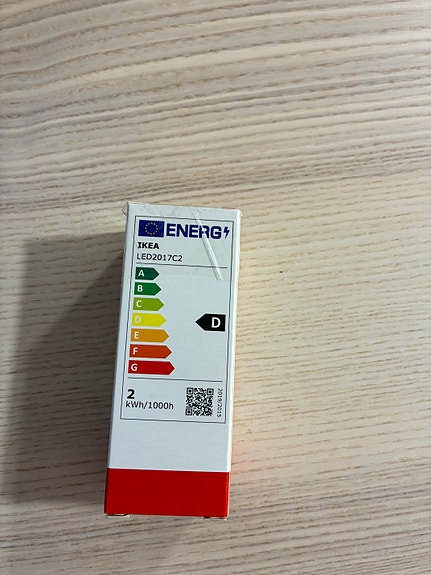 ENERG
IKEA
LED2017C2
A
B
C
D
D
E
F
G
2
kWh/1000h
2019/2015